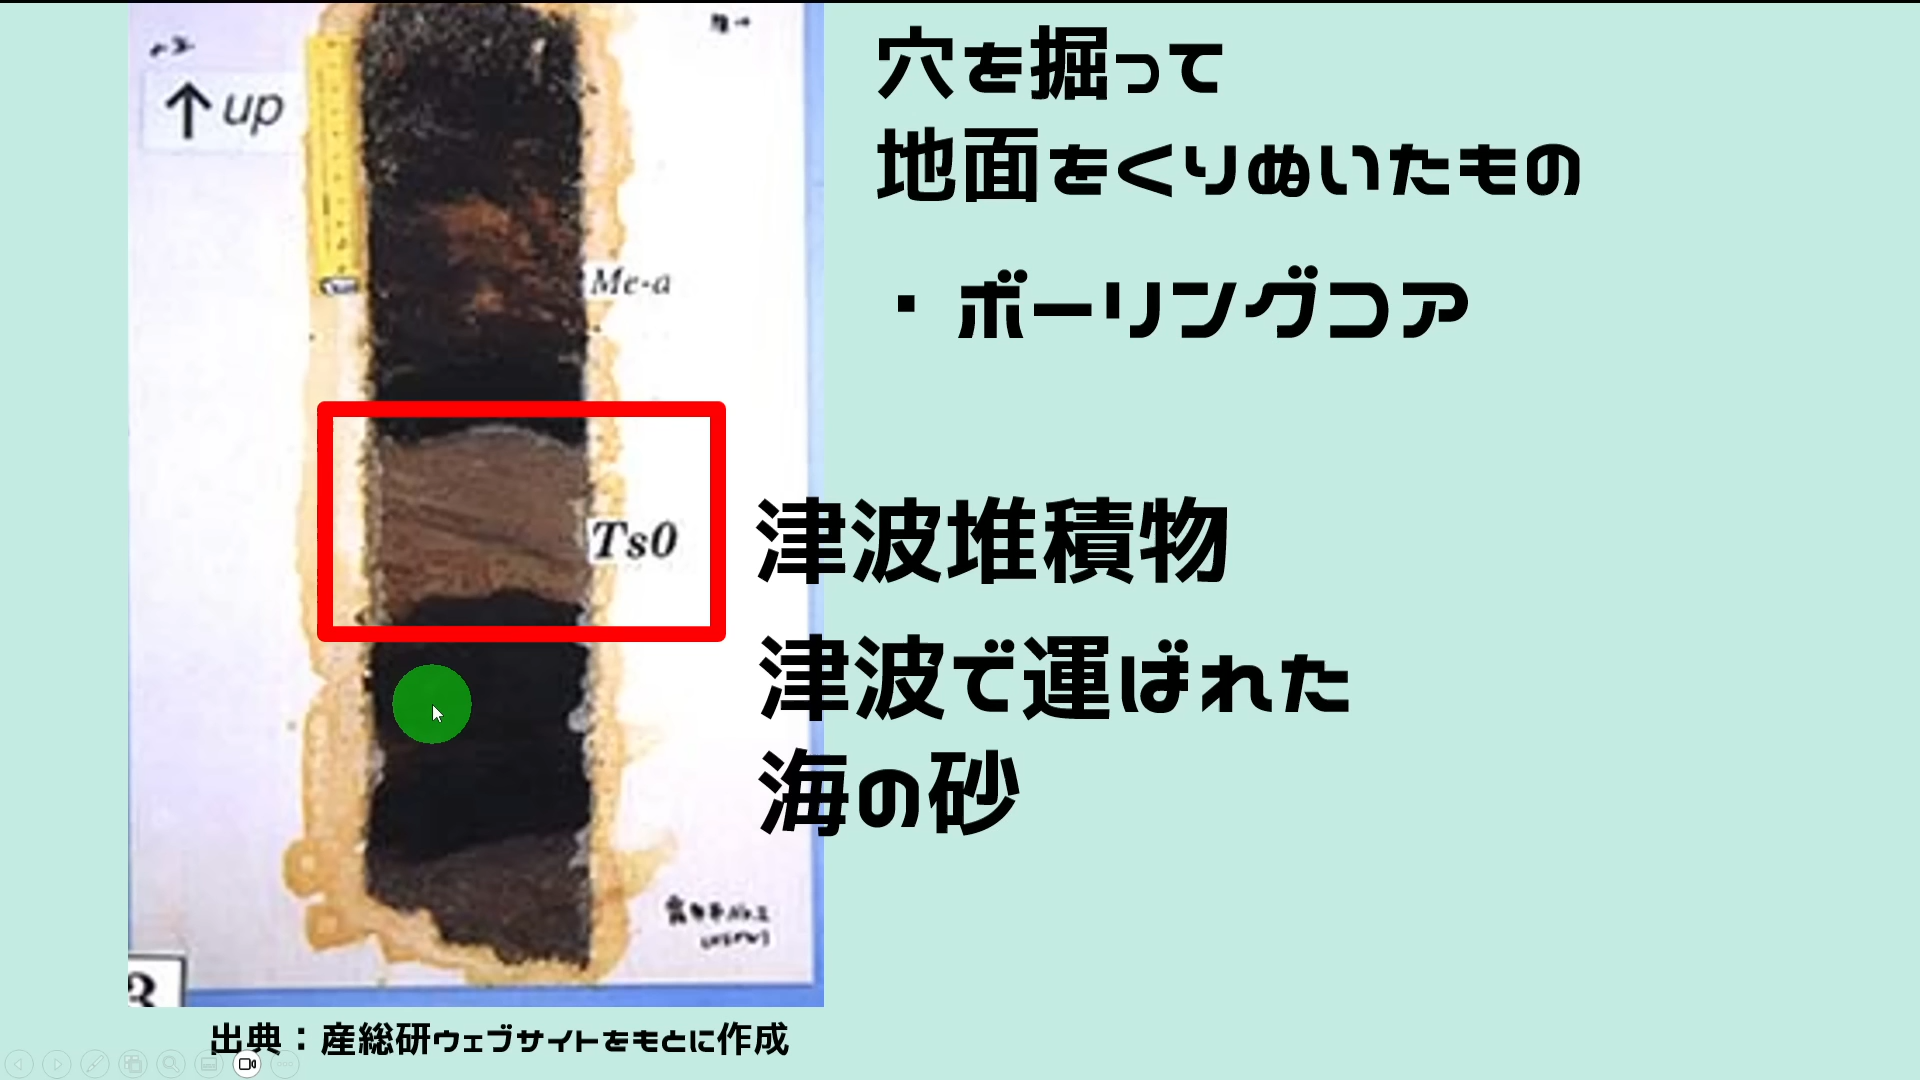 ↑up
Me-a
Ts0
3
穴を掘って
地面をくりぬいたもの
・ボーリングコア
津波堆積物
津波で運ばれた
海の砂
出典：産総研ウェブサイトをもとに作成